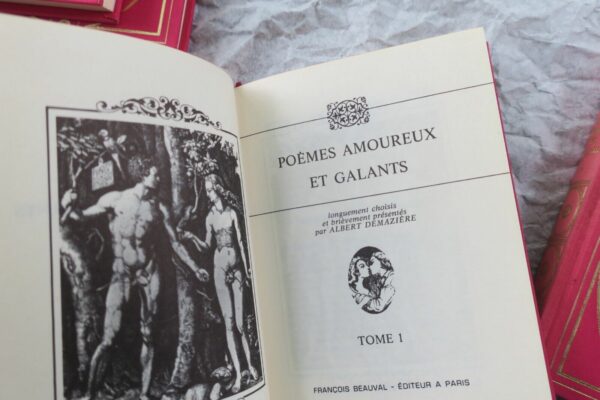 POÈMES AMOUREUX
ET GALANTS
longuement choisis
et brièvement présentés
par ALBERT DEMAZIÈRE
TOME 1
FRANÇOIS BEAUVAL - ÉDITEUR A PARIS